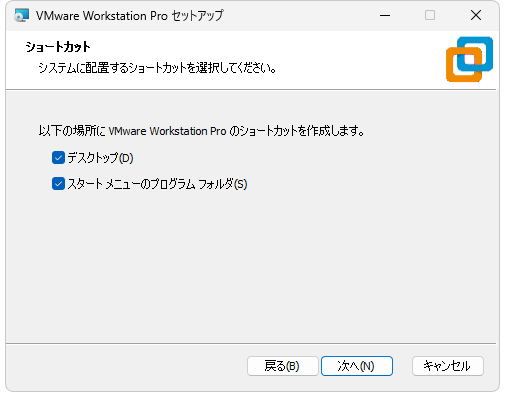 VMware Workstation Pro セットアップ
ショートカット
システムに配置するショートカットを選択してください。
以下の場所に VMware Workstation Pro のショートカットを作成します。
デスクトップ(D)
スタート メニューのプログラム フォルダ(S)
戻る(B) 次へ(N) キャンセル